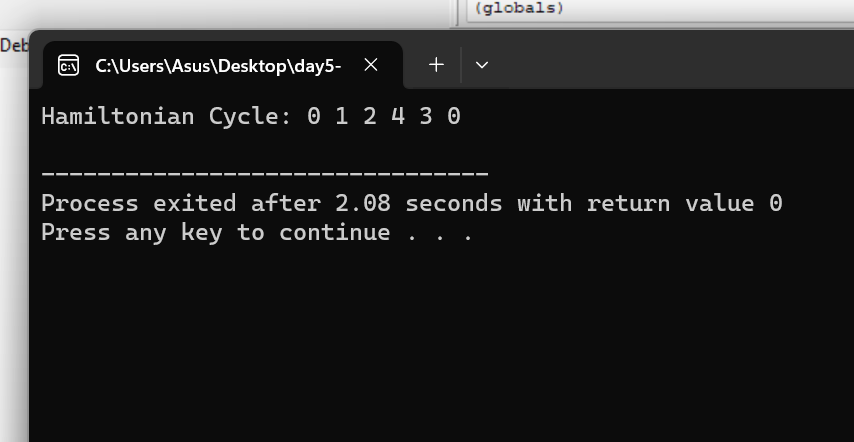 (globals)
Deb
C:\Users\Asus\Desktop\day5-
Hamiltonian Cycle: 0 1 2 4 3 0
--------------------------------
Process exited after 2.08 seconds with return value 0
Press any key to continue . . .